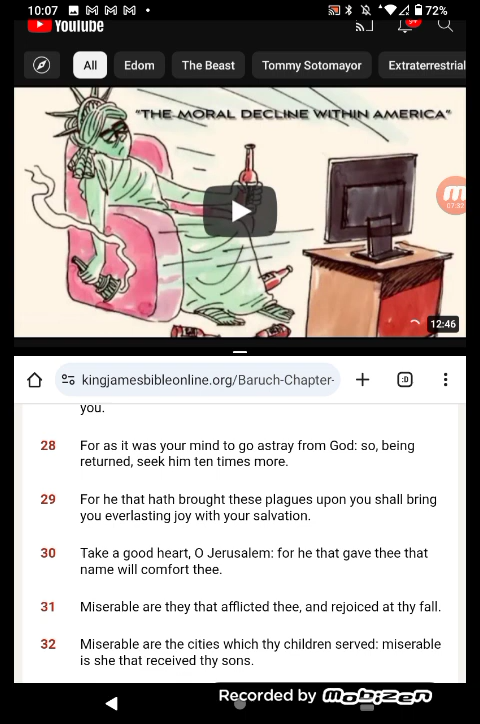 10:07
72%
YouTube
9+
All Edom The Beast Tommy Sotomayor Extraterrestrial
"THE MORAL DECLINE WITHIN AMERICA"
07:32
12:46
kingjamesbibleonline.org/Baruch-Chapter-
:D
you.
28 For as it was your mind to go astray from God: so, being
returned, seek him ten times more.
29 For he that hath brought these plagues upon you shall bring
you everlasting joy with your salvation.
30 Take a good heart, O Jerusalem: for he that gave thee that
name will comfort thee.
31 Miserable are they that afflicted thee, and rejoiced at thy fall.
32 Miserable are the cities which thy children served: miserable
is she that received thy sons.
Recorded by Mobizen